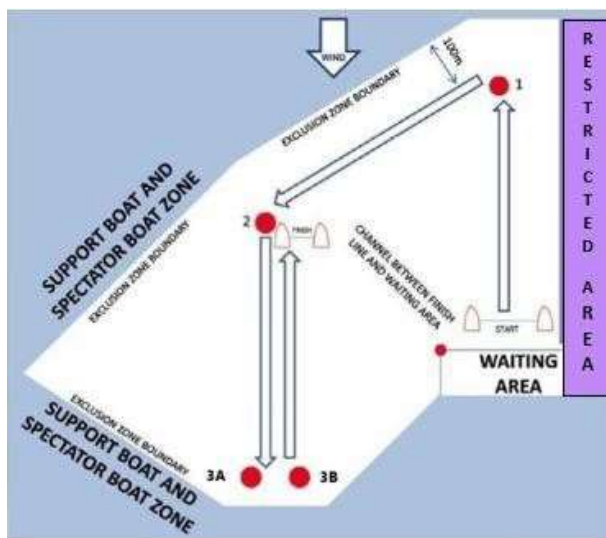 WIND
100m
EXCLUSION ZONE BOUNDARY
1
RESTRICTED AREA
SUPPORT BOAT AND
SPECTATOR BOAT ZONE
EXCLUSION ZONE BOUNDARY
2
FINISH
CHANNEL BETWEEN FINISH
LINE AND WAITING AREA
START
WAITING
AREA
EXCLUSION ZONE BOUNDARY
SUPPORT BOAT AND
SPECTATOR BOAT ZONE
3A
3B